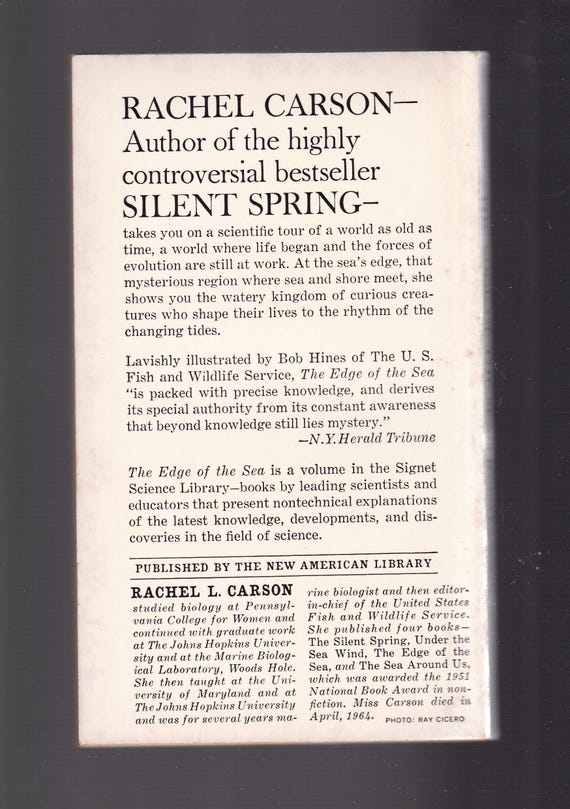 RACHEL CARSON—
Author of the highly
controversial bestseller
SILENT SPRING—
takes you on a scientific tour of a world as old as
time, a world where life began and the forces of
evolution are still at work. At the sea's edge, that
mysterious region where sea and shore meet, she
shows you the watery kingdom of curious crea-
tures who shape their lives to the rhythm of the
changing tides.
Lavishly illustrated by Bob Hines of The U. S.
Fish and Wildlife Service, The Edge of the Sea
"is packed with precise knowledge, and derives
its special authority from its constant awareness
that beyond knowledge still lies mystery."
—N.Y. Herald Tribune
The Edge of the Sea is a volume in the Signet
Science Library—books by leading scientists and
educators that present nontechnical explanations
of the latest knowledge, developments, and dis-
coveries in the field of science.
PUBLISHED BY THE NEW AMERICAN LIBRARY
RACHEL L. CARSON
studied biology at Pennsyl-
vania College for Women and
continued with graduate work
at The Johns Hopkins Univer-
sity and at the Marine Biolog-
ical Laboratory, Woods Hole.
She then taught at the Uni-
versity of Maryland and at
The Johns Hopkins University
and was for several years ma-
rine biologist and then editor-
in-chief of the United States
Fish and Wildlife Service.
She published four books—
The Silent Spring, Under the
Sea Wind, The Edge of the
Sea, and The Sea Around Us,
which was awarded the 1951
National Book Award in non-
fiction. Miss Carson died in
April, 1964.
PHOTO: RAY CICERO